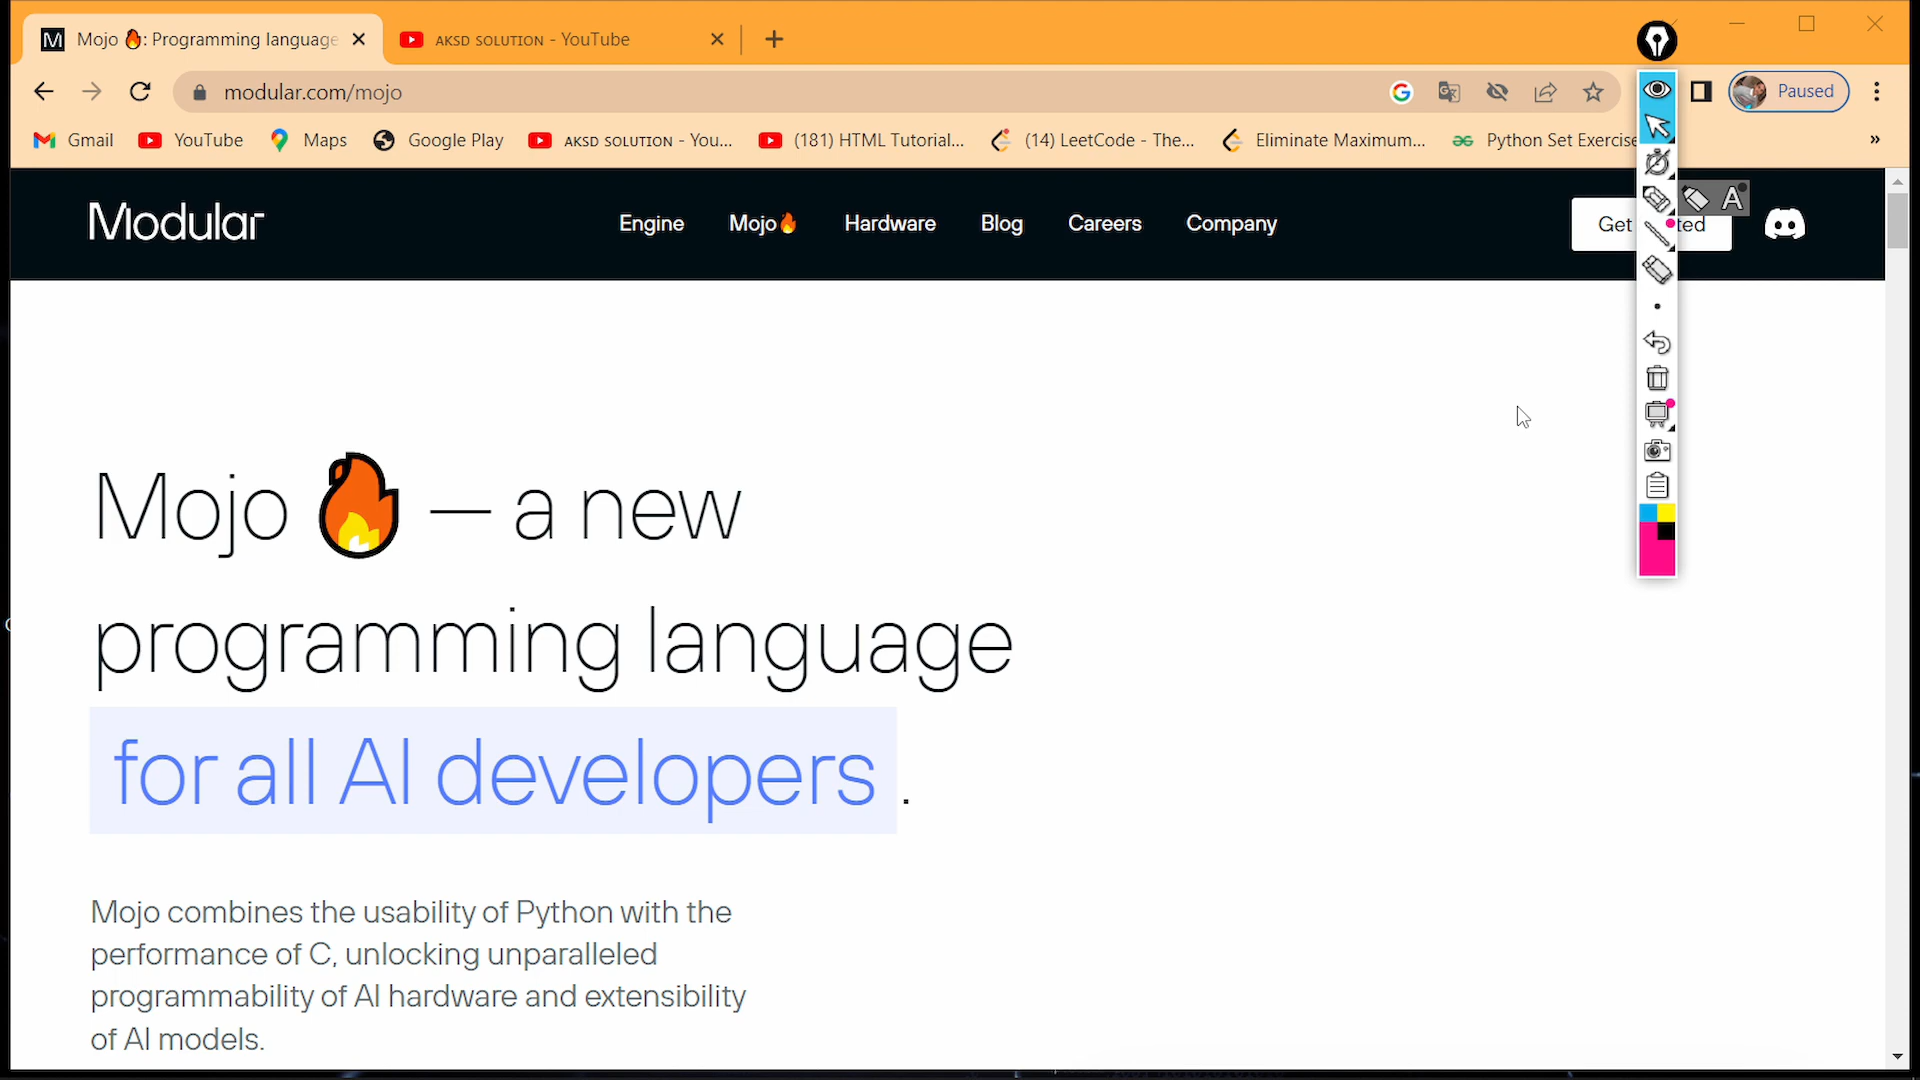 Mojo 🔥: Programming language
AKSD SOLUTION - YouTube
modular.com/mojo
Paused
Gmail
YouTube
Maps
Google Play
AKSD SOLUTION - You...
(181) HTML Tutorial...
(14) LeetCode - The...
Eliminate Maximum...
Python Set Exercise
Modular
Engine
Mojo🔥
Hardware
Blog
Careers
Company
Get
ted
A
Mojo 🔥 — a new
programming language
for all AI developers.
Mojo combines the usability of Python with the
performance of C, unlocking unparalleled
programmability of AI hardware and extensibility
of AI models.